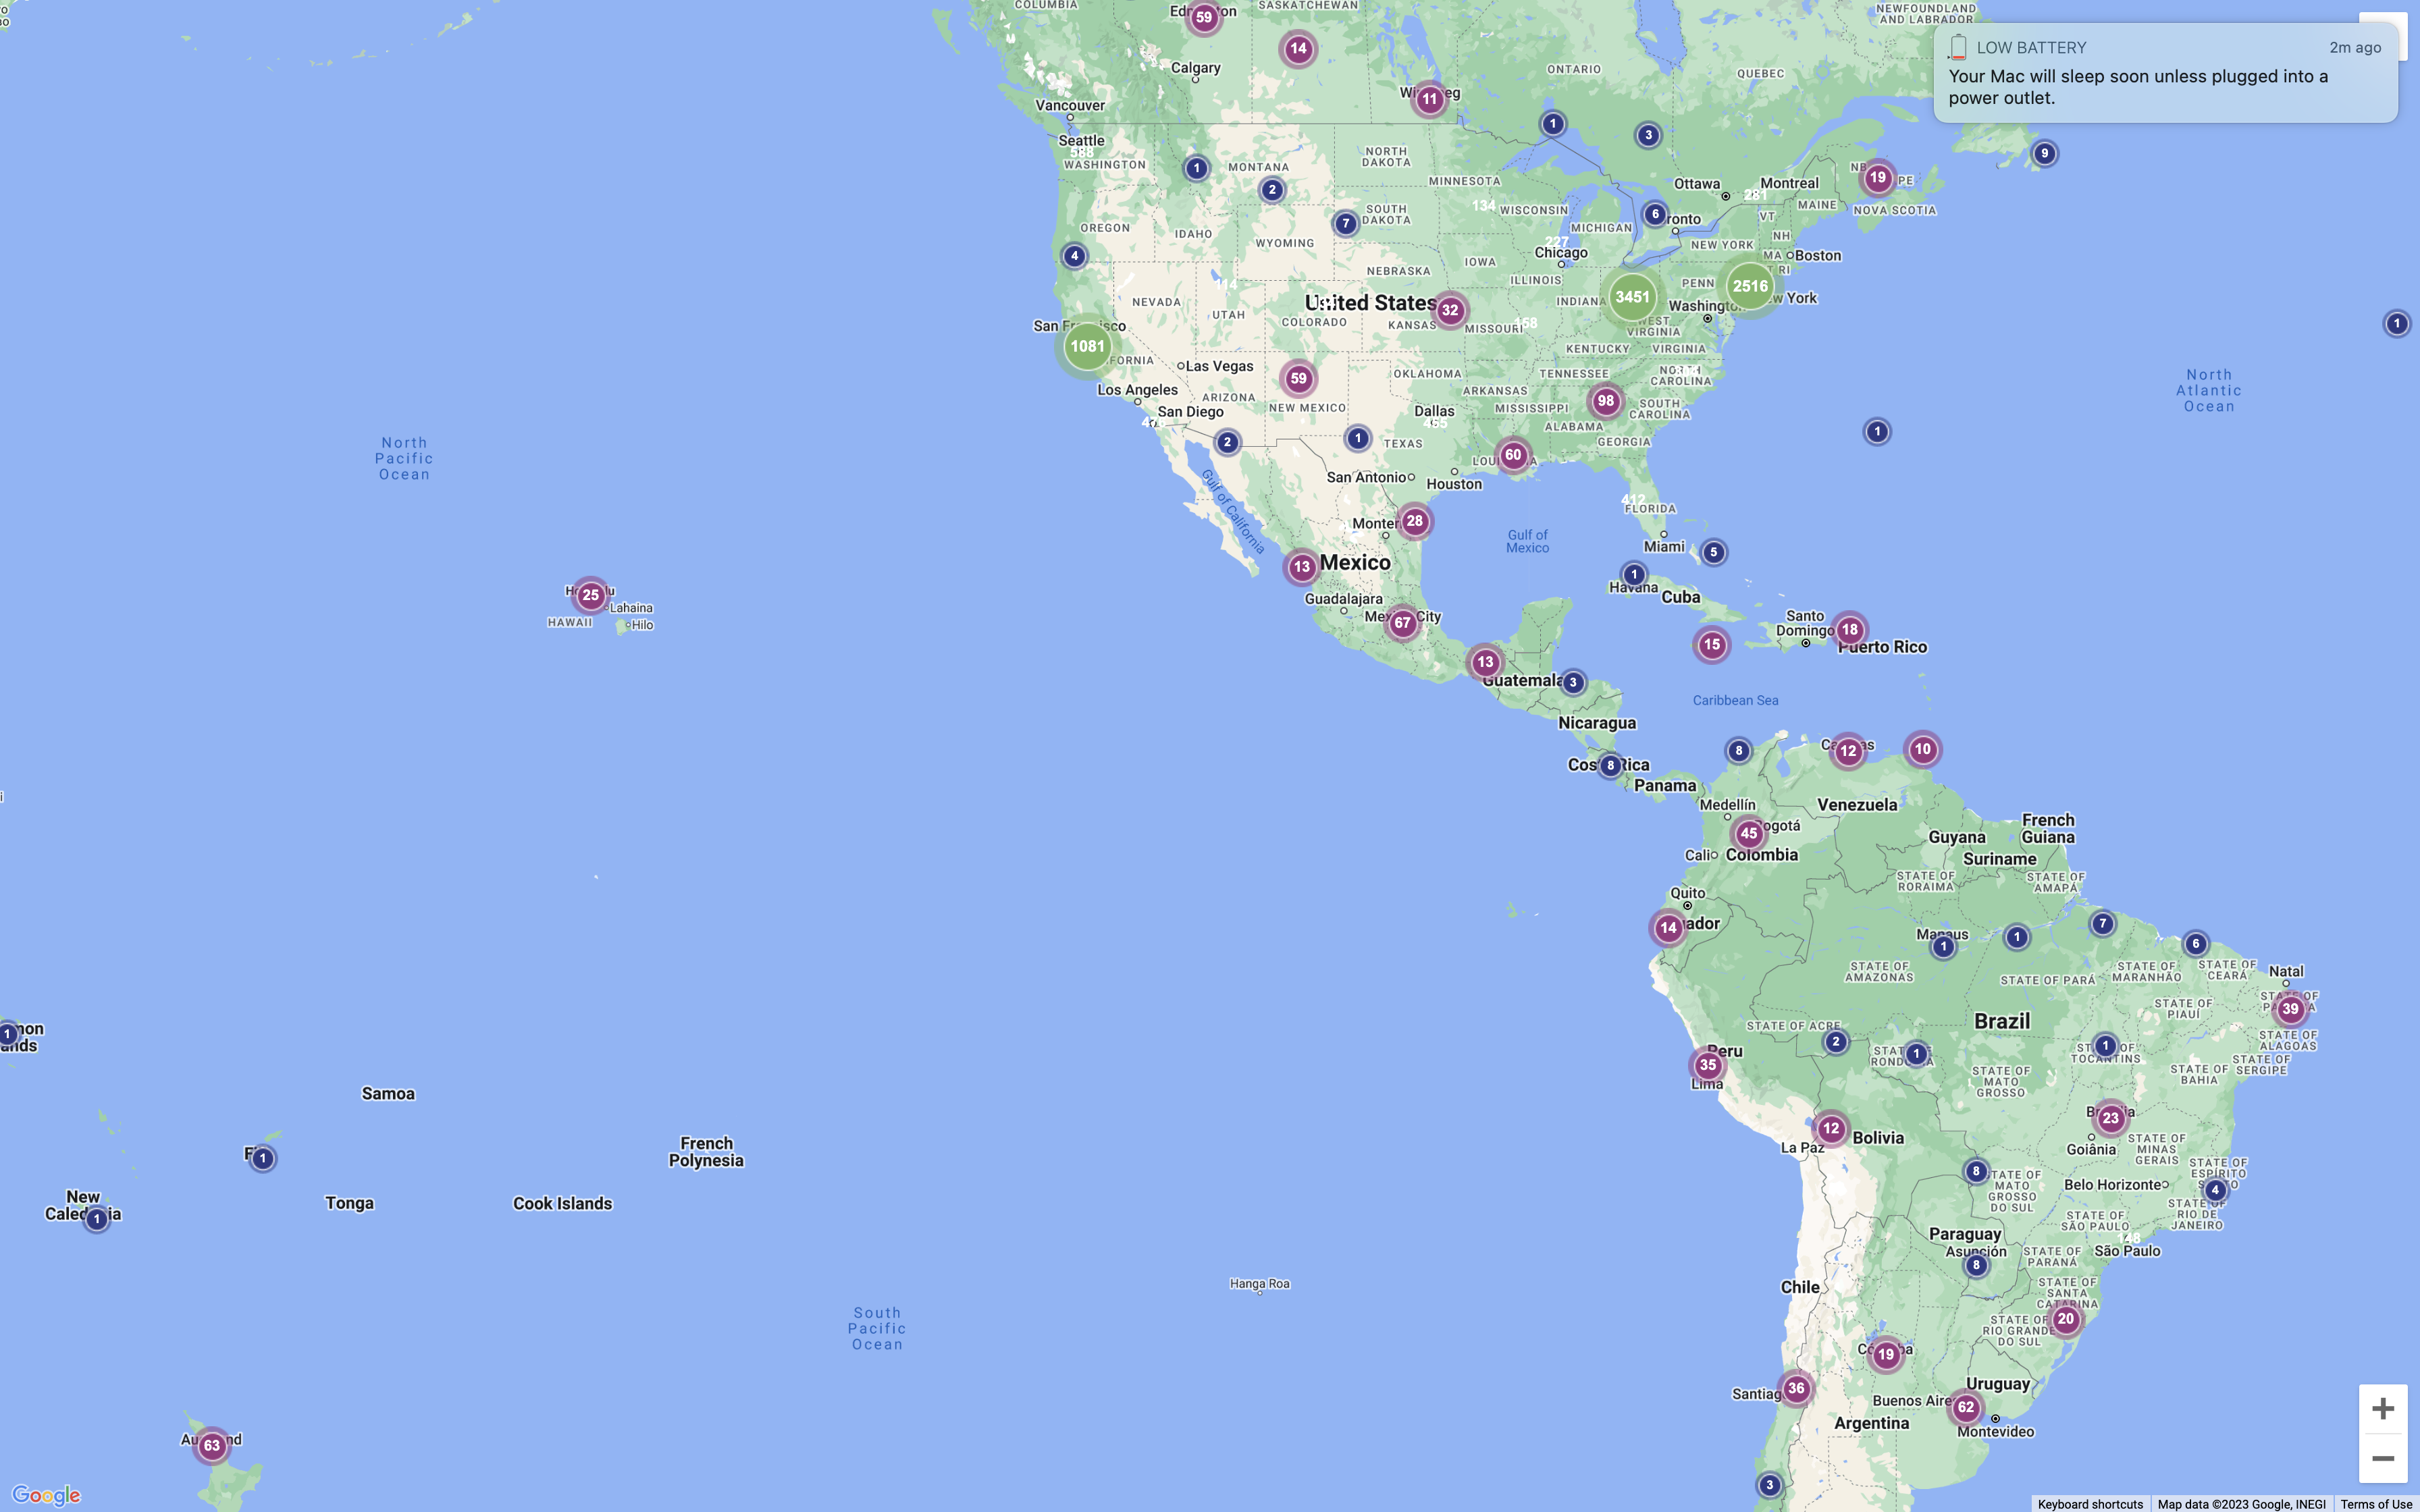 COLUMBIA
Edmonton
59
SASKATCHEWAN
NEWFOUNDLAND
AND LABRADOR
LOW BATTERY
2m ago
Your Mac will sleep soon unless plugged into a
power outlet.
14
Calgary
ONTARIO
QUEBEC
11
Vancouver
1
3
Seattle
588
WASHINGTON
1
MONTANA
NORTH
DAKOTA
9
2
MINNESOTA
Ottawa
Montreal
281
NB
19
PE
134
WISCONSIN
MAINE
NOVA SCOTIA
7
SOUTH
DAKOTA
6
VT
OREGON
IDAHO
WYOMING
MICHIGAN
NEW YORK
NH
227
Chicago
4
IOWA
MA
Boston
RI
NEBRASKA
ILLINOIS
PENN
2516
114
NEVADA
United States
32
INDIANA
3451
Washington
New York
UTAH
COLORADO
KANSAS
MISSOURI
158
WEST
VIRGINIA
1
San Francisco
1081
KENTUCKY
VIRGINIA
Las Vegas
59
OKLAHOMA
TENNESSEE
NORTH
CAROLINA
North
Atlantic
Ocean
Los Angeles
ARIZONA
NEW MEXICO
ARKANSAS
98
SOUTH
CAROLINA
San Diego
Dallas
465
MISSISSIPPI
ALABAMA
GEORGIA
1
North
Pacific
Ocean
2
1
TEXAS
LOUISIANA
60
San Antonio
Houston
Gulf of California
412
FLORIDA
Monterrey
28
Gulf of
Mexico
Miami
5
13
Mexico
1
Havana
Cuba
Honolulu
25
Lahaina
HAWAII
Hilo
Guadalajara
Mexico City
67
Santo
Domingo
18
15
Puerto Rico
13
Guatemala
3
Caribbean Sea
Nicaragua
8
Caracas
12
10
Costa Rica
8
Panama
Medellín
Venezuela
French
Guiana
45
Bogotá
Guyana
Cali
Colombia
Suriname
STATE OF
RORAIMA
STATE OF
AMAPÁ
Quito
14
Ecuador
Manaus
1
1
7
6
STATE OF
AMAZONAS
STATE OF PARÁ
STATE OF
MARANHÃO
STATE OF
CEARÁ
Natal
STATE OF
PIAUÍ
STATE OF
PARAÍBA
39
Brazil
STATE OF ACRE
1
Solomon
Islands
2
1
STATE OF
RONDÔNIA
1
STATE OF
TOCANTINS
STATE OF
ALAGOAS
STATE OF
SERGIPE
Peru
35
Lima
STATE OF
MATO
GROSSO
STATE OF
BAHIA
Samoa
Brasília
23
12
Bolivia
La Paz
Goiânia
STATE OF
MINAS
GERAIS
Fiji
1
French
Polynesia
8
STATE OF
MATO
GROSSO
DO SUL
Belo Horizonte
STATE OF
ESPÍRITO
SANTO
4
New
Caledonia
1
Tonga
Cook Islands
STATE OF
RIO DE
JANEIRO
STATE OF
SÃO PAULO
148
São Paulo
Paraguay
Asunción
8
STATE OF
PARANÁ
Hanga Roa
Chile
STATE OF
SANTA
CATARINA
20
South
Pacific
Ocean
STATE OF
RIO GRANDE
DO SUL
Córdoba
19
Santiago
36
Uruguay
Buenos Aires
62
Argentina
Montevideo
Auckland
63
3
Google
Keyboard shortcuts
Map data ©2023 Google, INEGI
Terms of Use